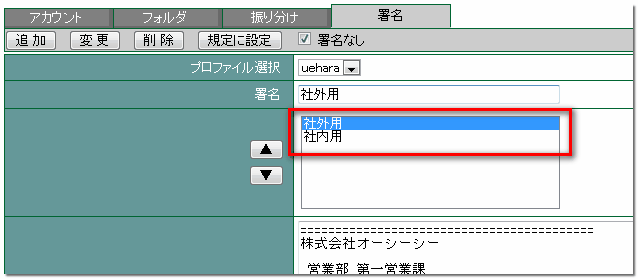 アカウント フォルダ 振り分け 署名
追 加 変 更 削 除 規定に設定 署名なし
プロファイル選択 uehara
署名 社外用
社外用
社内用
▲
▼
==========================================
株式会社オーシーシー
営業部 第一営業課